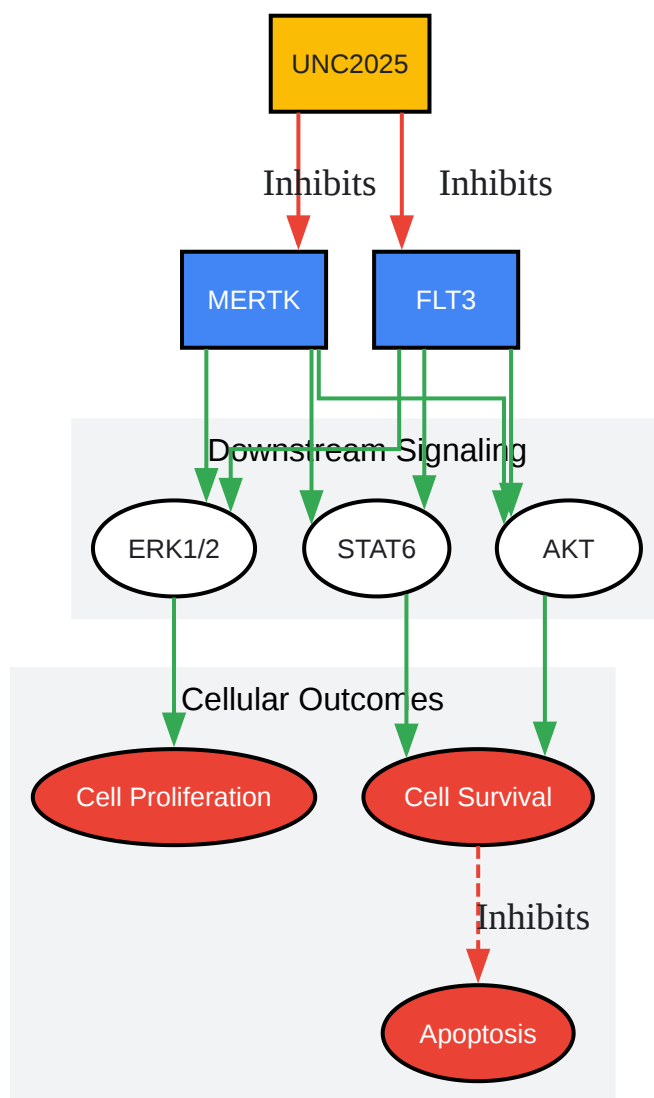 UNC2025
Inhibits
Inhibits
MERTK
FLT3
Downstream Signaling
ERK1/2
STAT6
AKT
Cellular Outcomes
Cell Proliferation
Cell Survival
Inhibits
Apoptosis